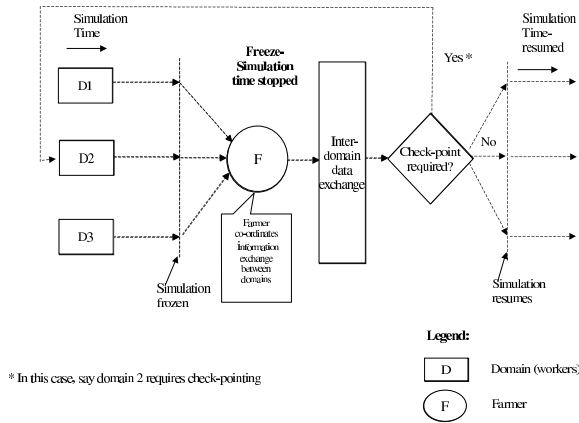 Simulation
Time
Freeze-
Simulation
time stopped
Yes *
Simulation
Time-
resumed
D1
D2
D3
F
Inter-
domain
data
exchange
Check-point
required?
No
Farmer
co-ordinates
Information
exchange
between
domains
Simulation
frozen
Simulation
resumes
Legend:
D
Domain (workers)
F
Farmer
* In this case, say domain 2 requires check-pointing